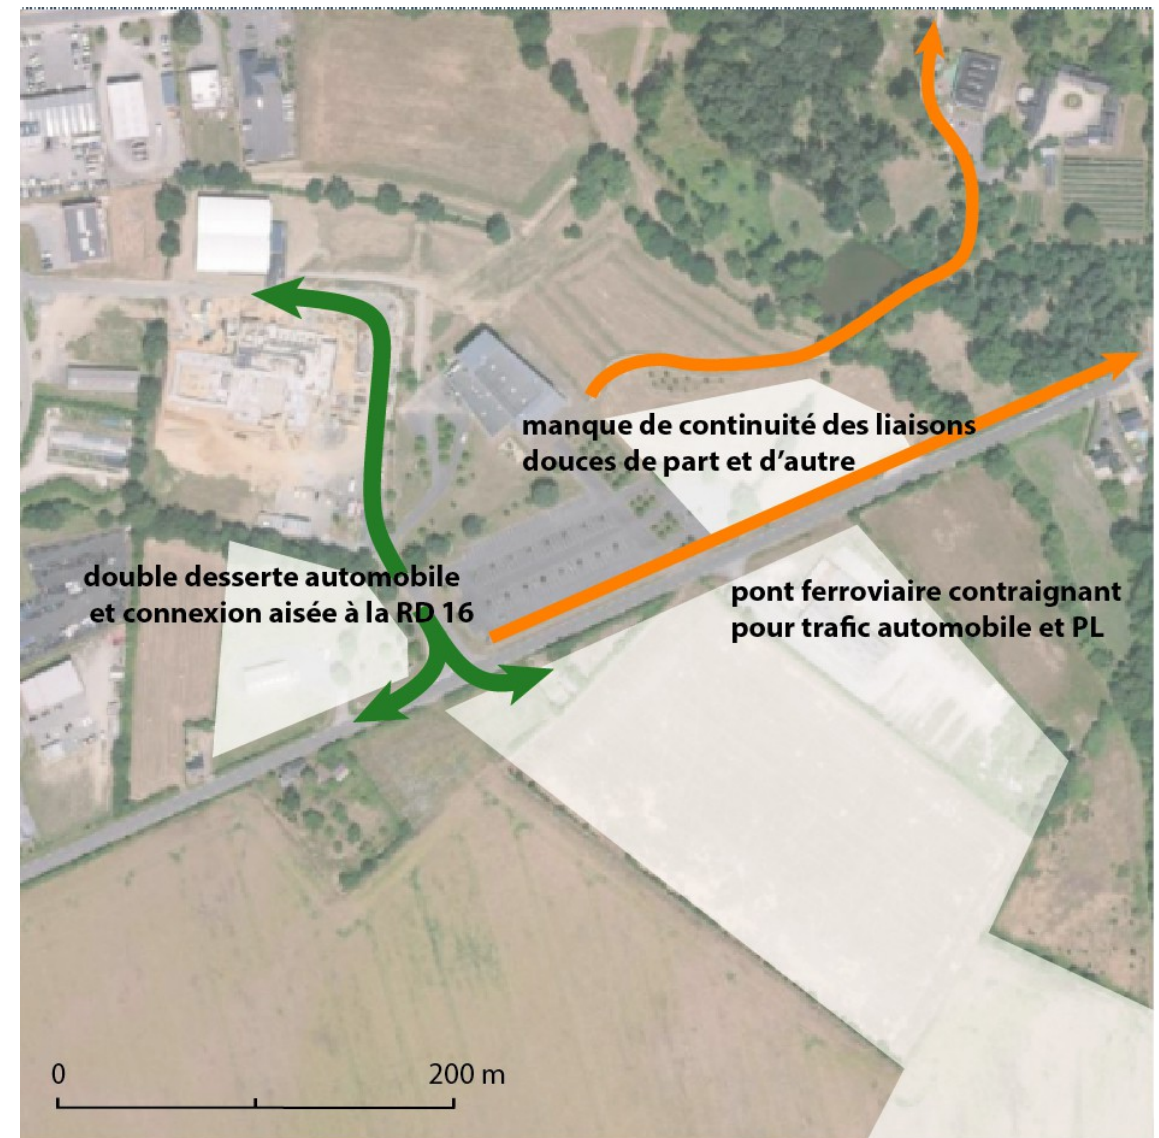 manque de continuité des liaisons
douces de part et d’autre
double desserte automobile
et connexion aisée à la RD 16
pont ferroviaire contraignant
pour trafic automobile et PL
0
200 m